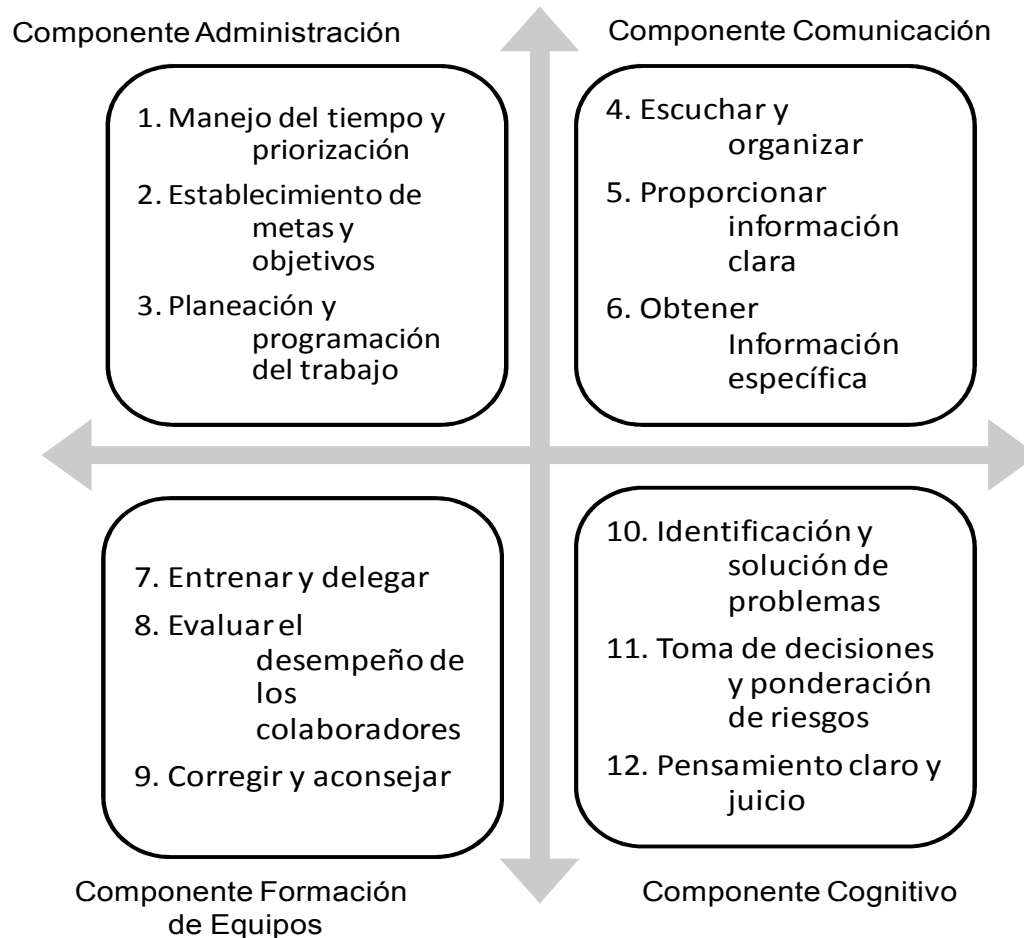 Componente Administración
1. Manejo del tiempo y
priorización
2. Establecimiento de
metas y
objetivos
3. Planeación y
programación
del trabajo
Componente Comunicación
4. Escuchar y
organizar
5. Proporcionar
información
clara
6. Obtener
Información
específica
7. Entrenar y delegar
8. Evaluar el
desempeño de
los
colaboradores
9. Corregir y aconsejar
Componente Formación
de Equipos
10. Identificación y
solución de
problemas
11. Toma de decisiones
y ponderación
de riesgos
12. Pensamiento claro y
juicio
Componente Cognitivo